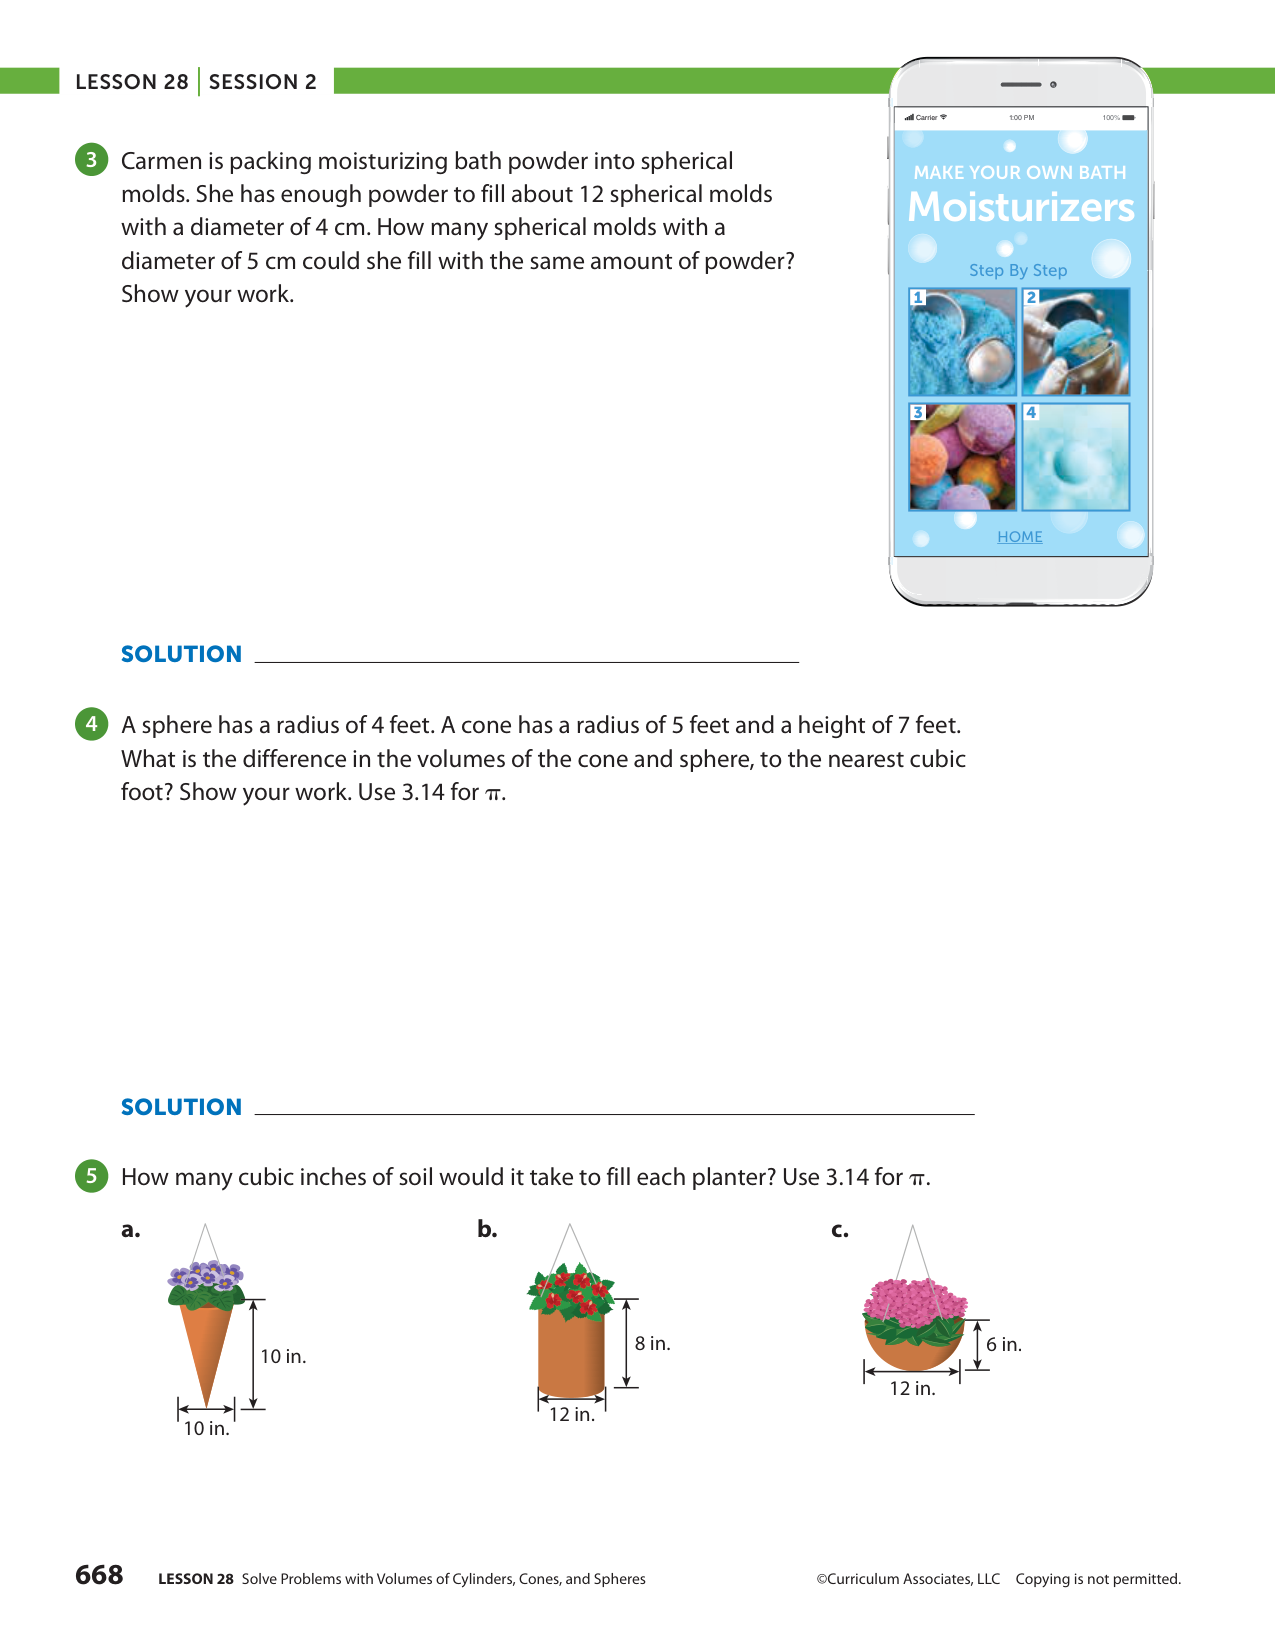 LESSON 28 | SESSION 2
Carrier
1:00 PM
100%
MAKE YOUR OWN BATH
Moisturizers
Step By Step
1
2
3
4
HOME
3 Carmen is packing moisturizing bath powder into spherical
molds. She has enough powder to fill about 12 spherical molds
with a diameter of 4 cm. How many spherical molds with a
diameter of 5 cm could she fill with the same amount of powder?
Show your work.
SOLUTION
4 A sphere has a radius of 4 feet. A cone has a radius of 5 feet and a height of 7 feet.
What is the difference in the volumes of the cone and sphere, to the nearest cubic
foot? Show your work. Use 3.14 for π.
SOLUTION
5 How many cubic inches of soil would it take to fill each planter? Use 3.14 for π.
a.
10 in.
10 in.
b.
8 in.
12 in.
c.
6 in.
12 in.
668 LESSON 28 Solve Problems with Volumes of Cylinders, Cones, and Spheres
©Curriculum Associates, LLC Copying is not permitted.